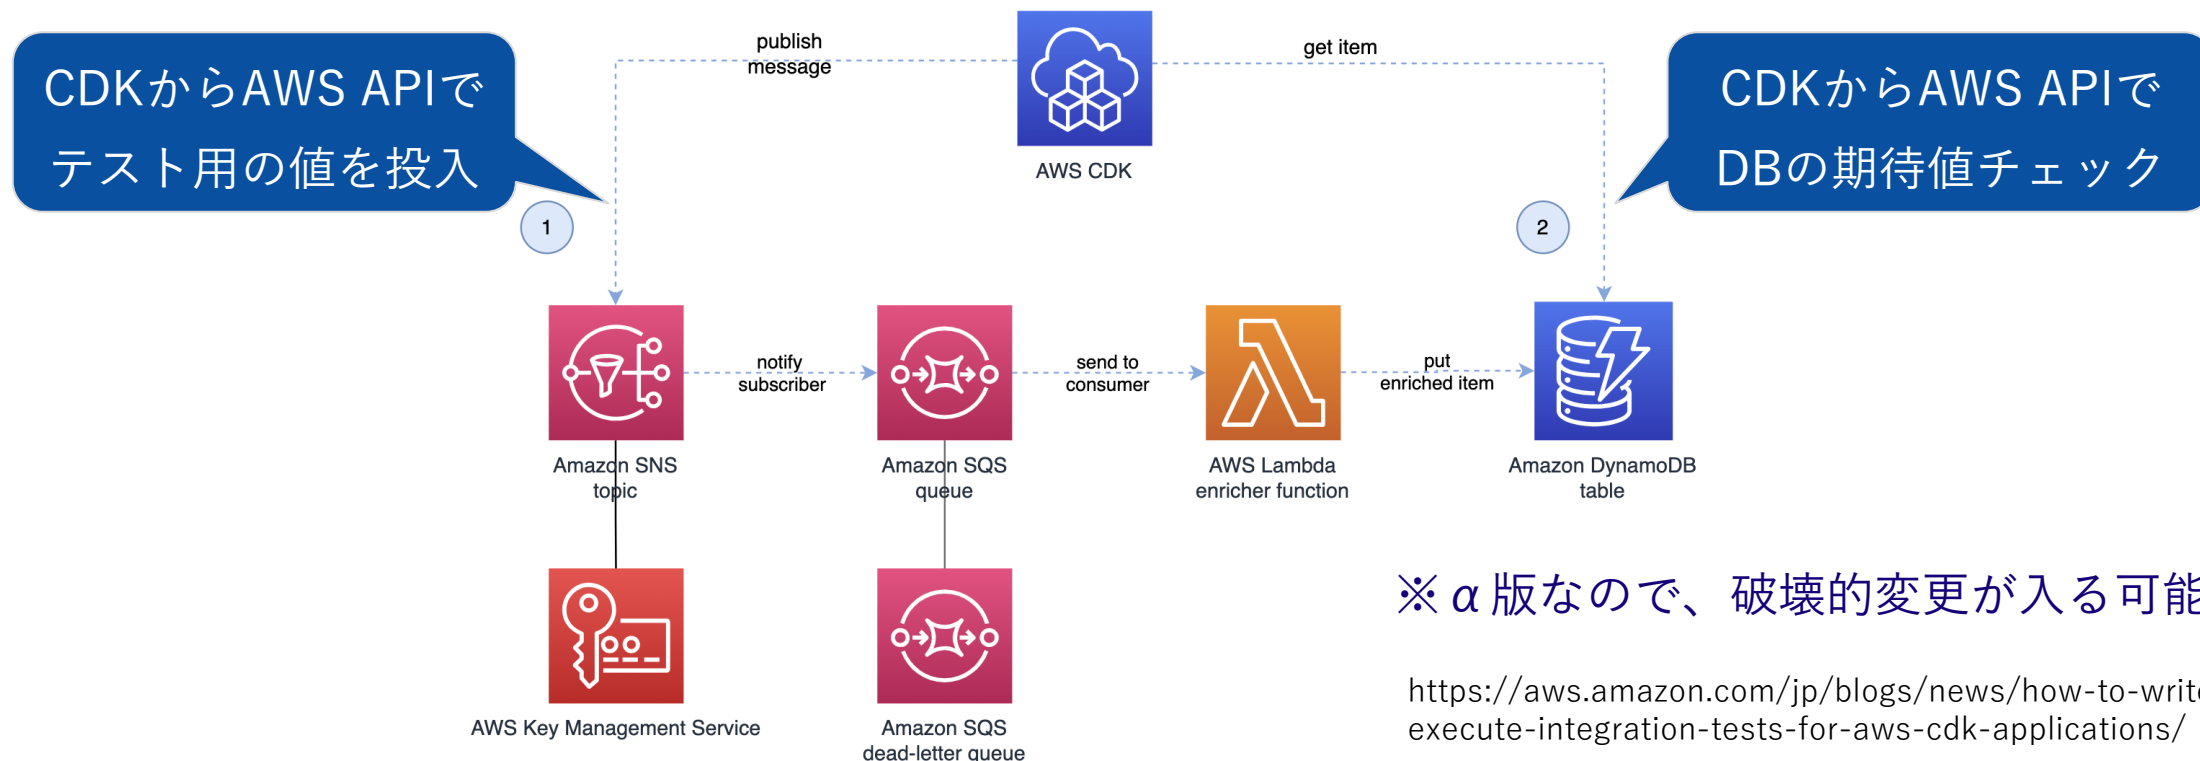 publish
message
get item
CDKからAWS APIで
テスト用の値を投入
CDKからAWS APIで
DBの期待値チェック
AWS CDK
1
2
notify
subscriber
send to
consumer
put
enriched item
Amazon SNS
topic
Amazon SQS
queue
AWS Lambda
enricher function
Amazon DynamoDB
table
※α版なので、破壊的変更が入る可能
https://aws.amazon.com/jp/blogs/news/how-to-write
execute-integration-tests-for-aws-cdk-applications/
AWS Key Management Service
Amazon SQS
dead-letter queue